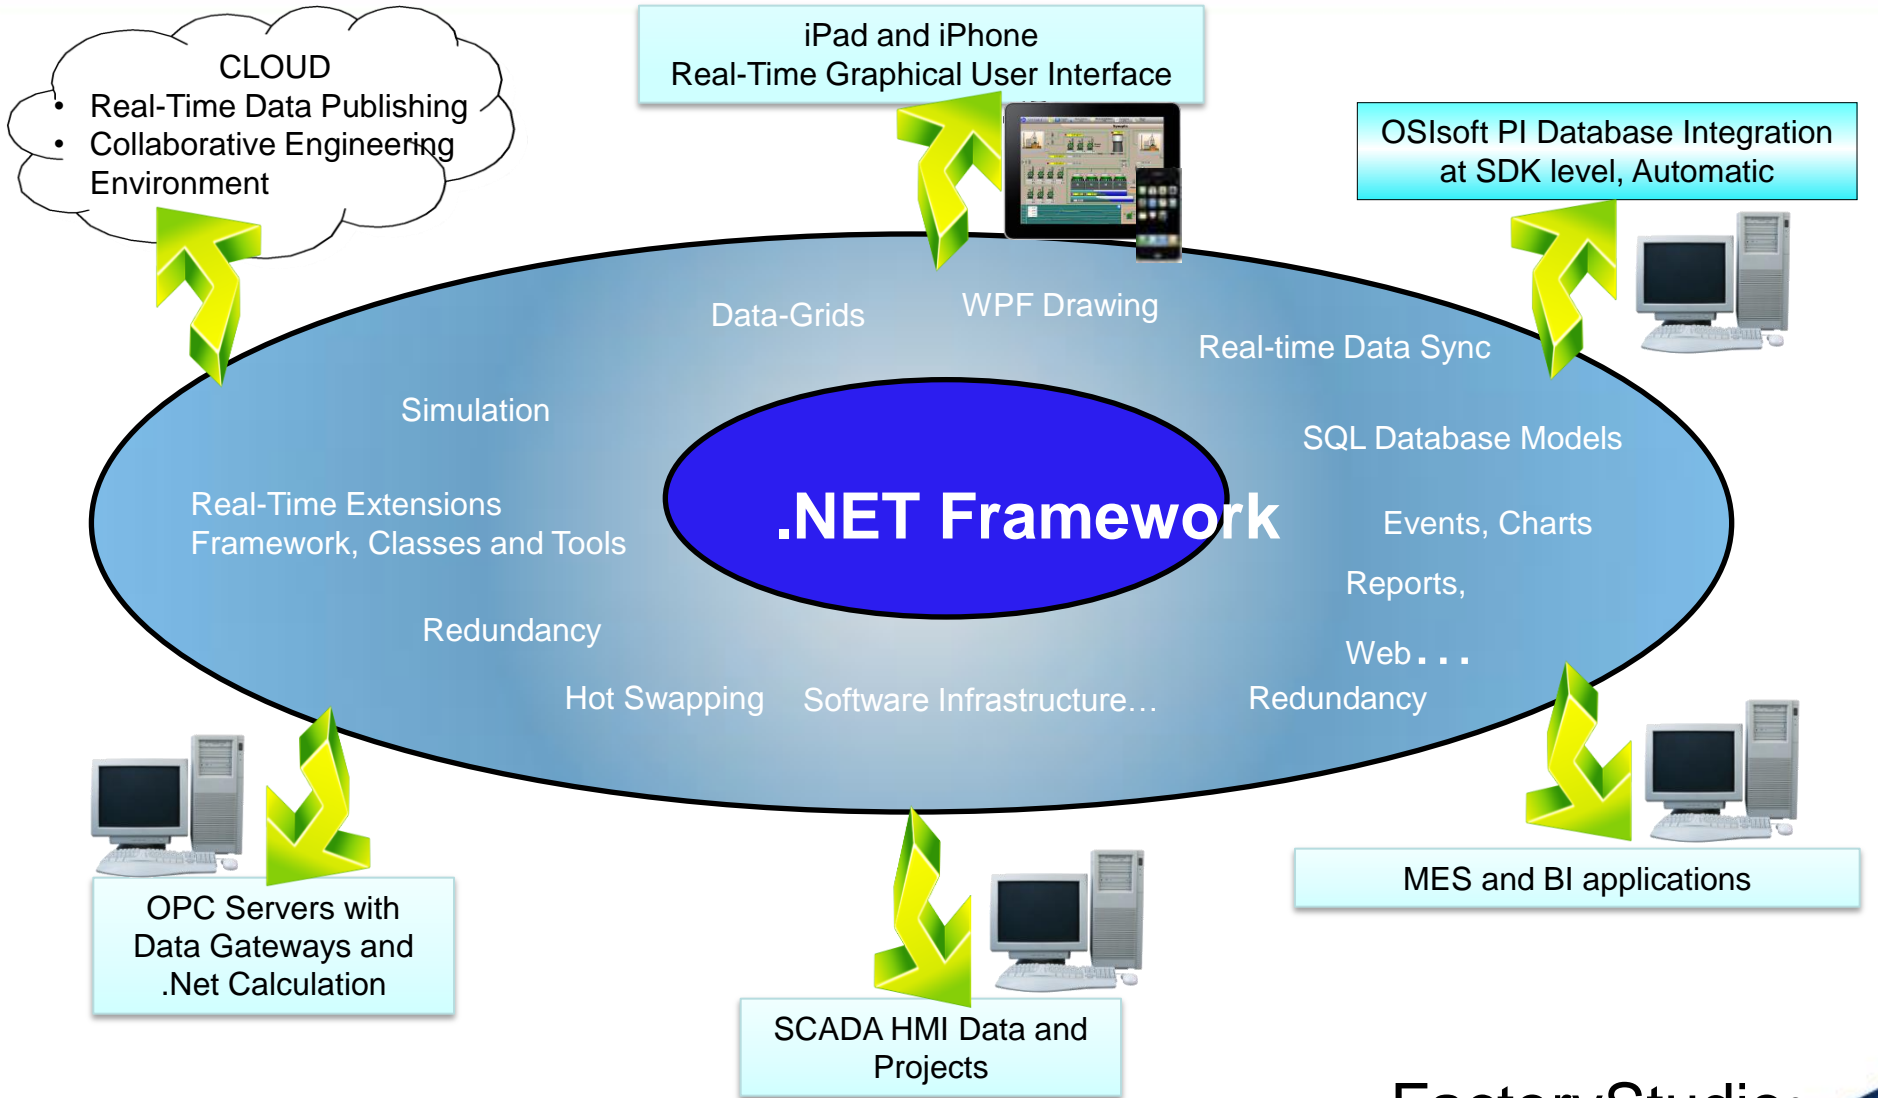 CLOUD
• Real-Time Data Publishing
• Collaborative Engineering
Environment
iPad and iPhone
Real-Time Graphical User Interface
OSIsoft PI Database Integration
at SDK level, Automatic
Data-Grids
WPF Drawing
Real-time Data Sync
Simulation
SQL Database Models
.NET Framework
Real-Time Extensions
Framework, Classes and Tools
Events, Charts
Reports,
Redundancy
Web...
Hot Swapping
Software Infrastructure…
Redundancy
OPC Servers with
Data Gateways and
.Net Calculation
SCADA HMI Data and
Projects
MES and BI applications
FactoryStudio